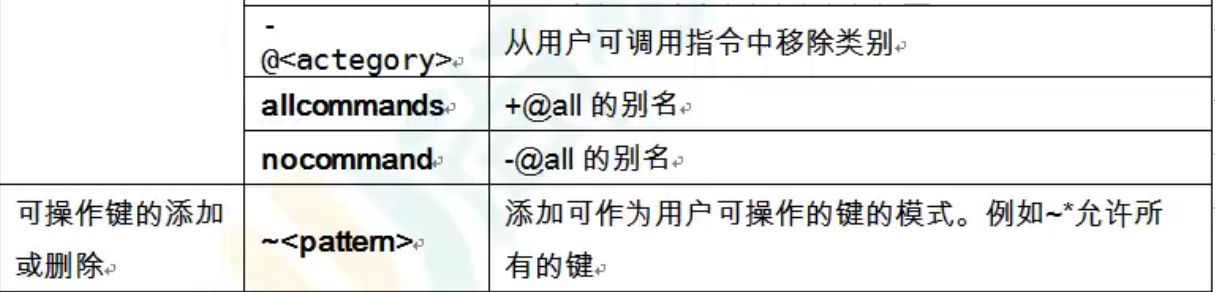 -
@<actegory>
从用户可调用指令中移除类别
allcommands
+@all 的别名
nocommand
-@all 的别名
可操作键的添加
或删除
~<pattern>
添加可作为用户可操作的键的模式。例如~*允许所
有的键